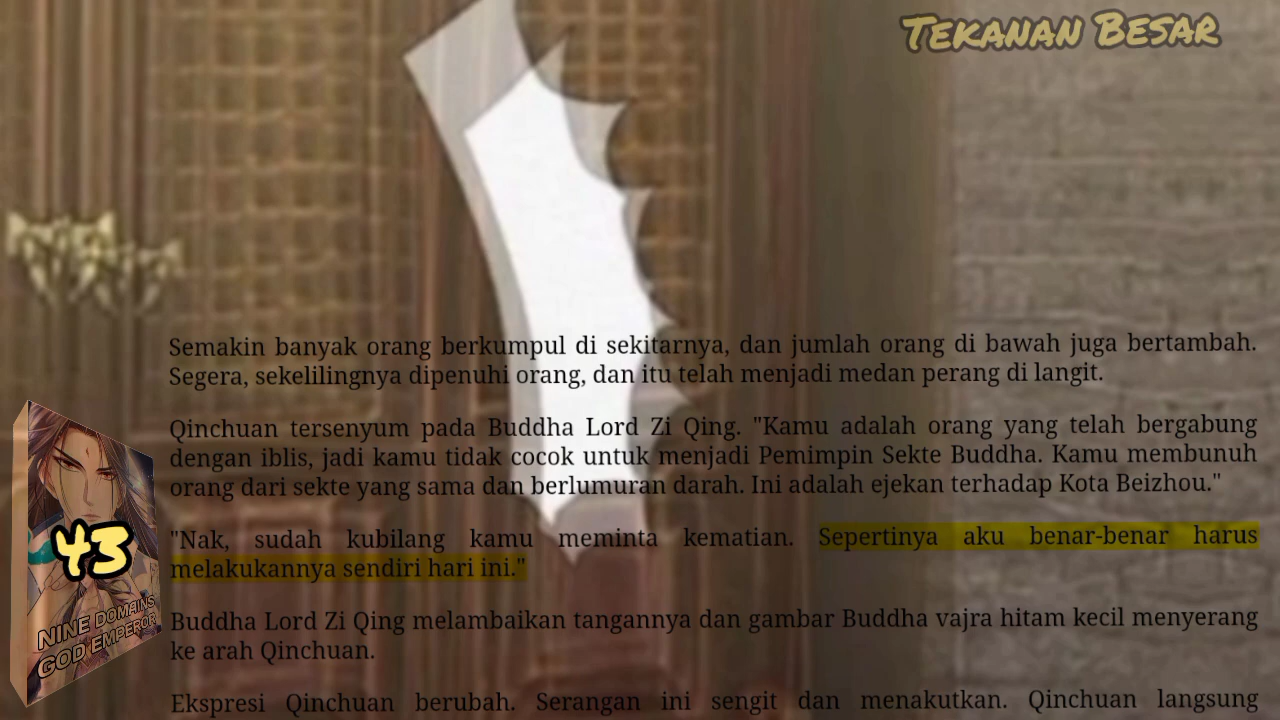 Tekanan Besar
Semakin banyak orang berkumpul di sekitarnya, dan jumlah orang di bawah juga bertambah.
Segera, sekelilingnya dipenuhi orang, dan itu telah menjadi medan perang di langit.
Qinchuan tersenyum pada Buddha Lord Zi Qing. "Kamu adalah orang yang telah bergabung
dengan iblis, jadi kamu tidak cocok untuk menjadi Pemimpin Sekte Buddha. Kamu membunuh
orang dari sekte yang sama dan berlumuran darah. Ini adalah ejekan terhadap Kota Beizhou."
"Nak, sudah kubilang kamu meminta kematian. Sepertinya aku benar-benar harus
melakukannya sendiri hari ini."
Buddha Lord Zi Qing melambaikan tangannya dan gambar Buddha vajra hitam kecil menyerang
ke arah Qinchuan.
Ekspresi Qinchuan berubah. Serangan ini sengit dan menakutkan. Qinchuan langsung
43
NINE DOMAINS
GOD EMPEROR